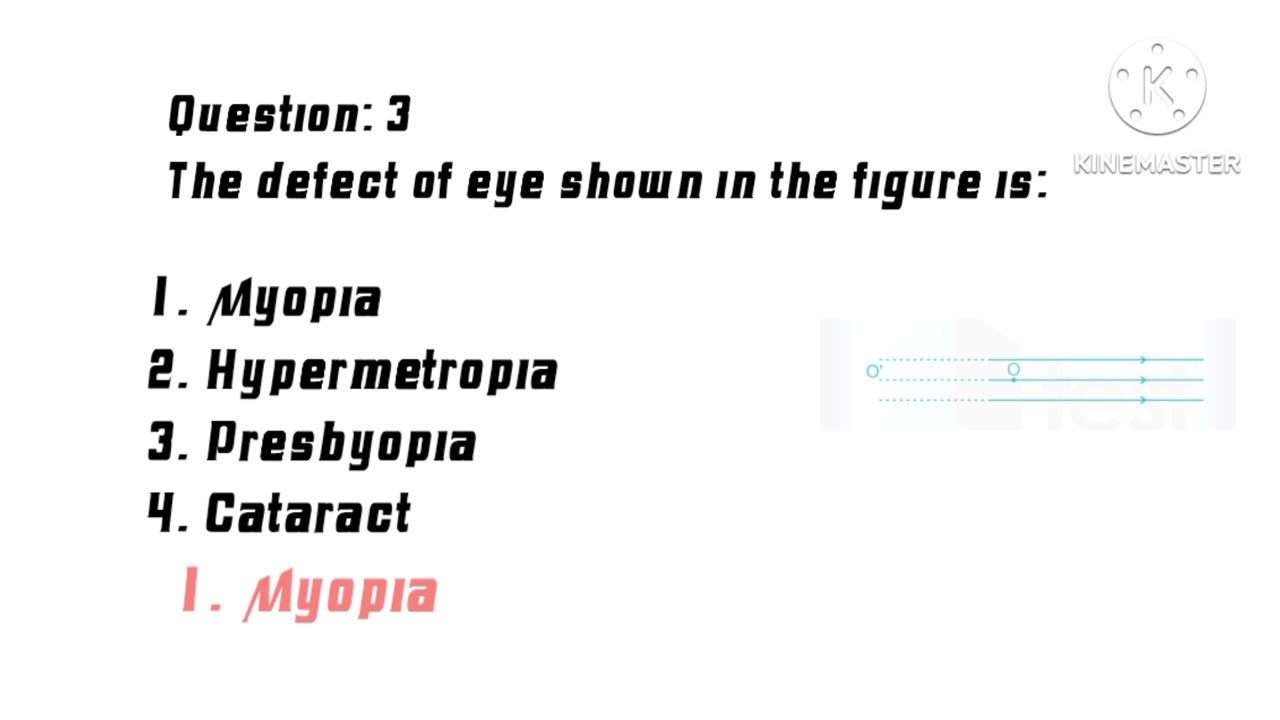 Question: 3
The defect of eye shown in the figure is:
1. Myopia
2. Hypermetropia
3. Presbyopia
4. Cataract
1. Myopia
K
KINEMASTER
O'
O